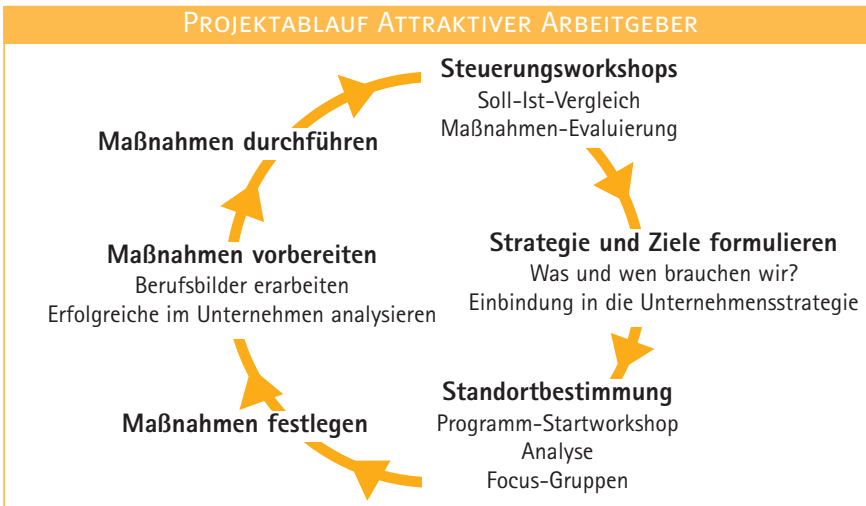 Projektablauf Attraktiver Arbeitgeber
Steuerungsworkshops
Soll-Ist-Vergleich
Maßnahmen-Evaluierung
Strategie und Ziele formulieren
Was und wen brauchen wir?
Einbindung in die Unternehmensstrategie
Standortbestimmung
Programm-Startworkshop
Analyse
Focus-Gruppen
Maßnahmen festlegen
Maßnahmen vorbereiten
Berufsbilder erarbeiten
Erfolgreiche im Unternehmen analysieren
Maßnahmen durchführen